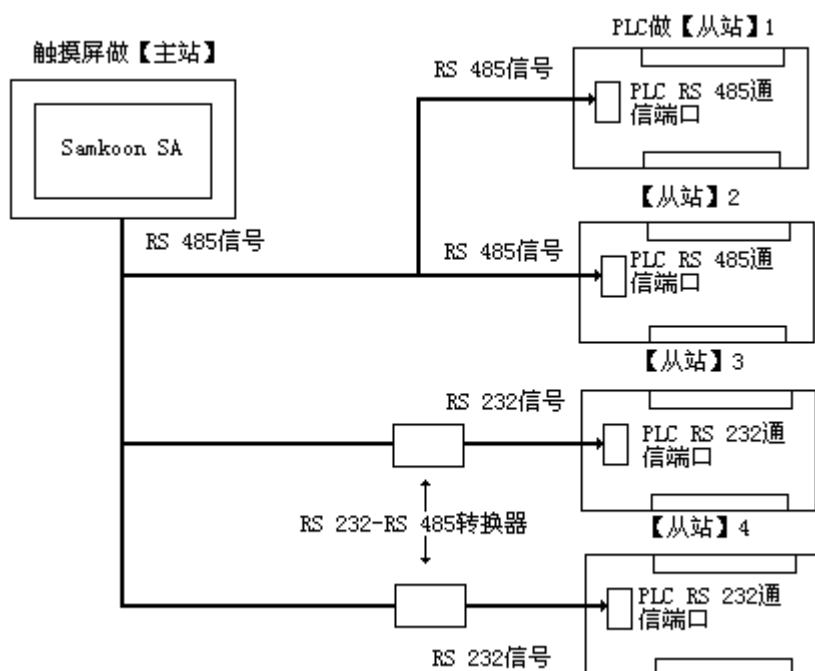 PLC做【从站】1
触摸屏做【主站】
RS 485信号
PLC RS 485通
信端口
Samkoon SA
【从站】2
RS 485信号
RS 485信号
PLC RS 485通
信端口
【从站】3
RS 232信号
PLC RS 232通
信端口
RS 232-RS 485转换器
【从站】4
PLC RS 232通
信端口
RS 232信号